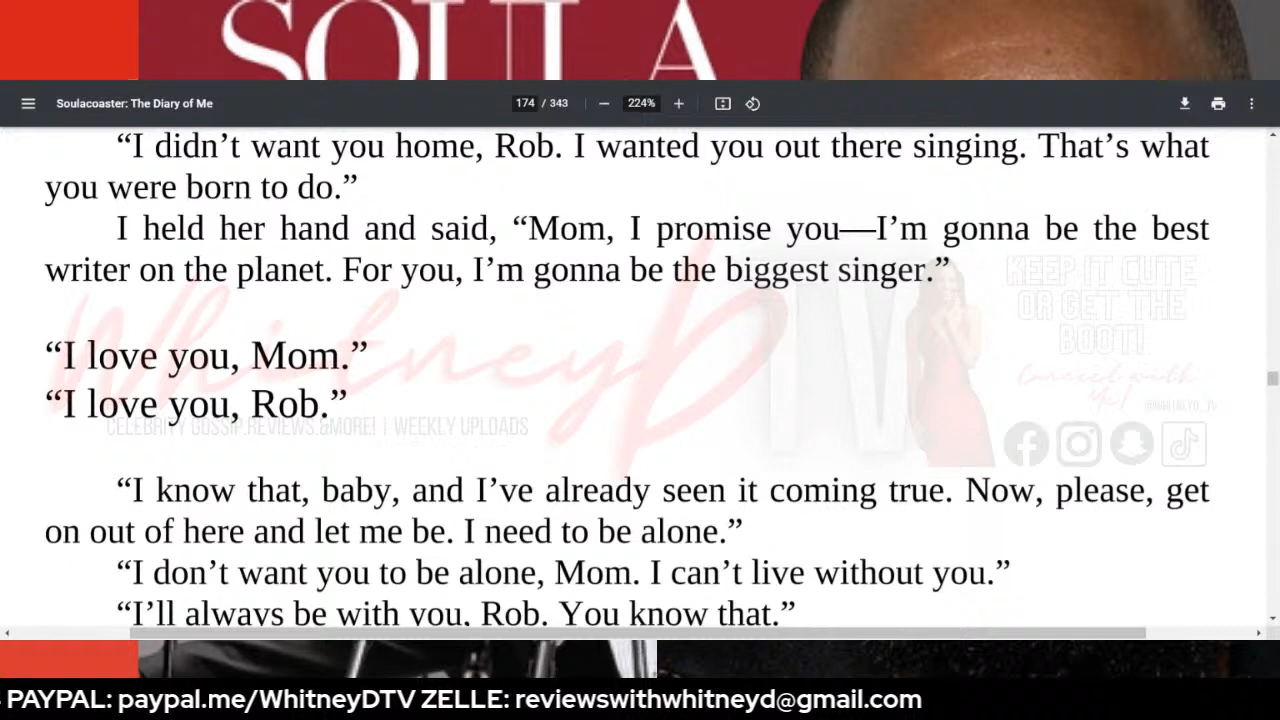 SOULA
Soulacoaster: The Diary of Me
174 / 343
224%
“I didn’t want you home, Rob. I wanted you out there singing. That’s what
you were born to do.”
I held her hand and said, “Mom, I promise you—I’m gonna be the best
writer on the planet. For you, I’m gonna be the biggest singer.”
KEEP IT CUTE
OR GET THE
BOOT!
WhitneyD TV
“I love you, Mom.”
“I love you, Rob.”
Connect with
Me!
CELEBRITY GOSSIP,REVIEWS,&MORE! | WEEKLY UPLOADS
“I know that, baby, and I’ve already seen it coming true. Now, please, get
on out of here and let me be. I need to be alone.”
“I don’t want you to be alone, Mom. I can’t live without you.”
“I’ll always be with you, Rob. You know that.”
PAYPAL: paypal.me/WhitneyDTV ZELLE: reviewswithwhitneyd@gmail.com